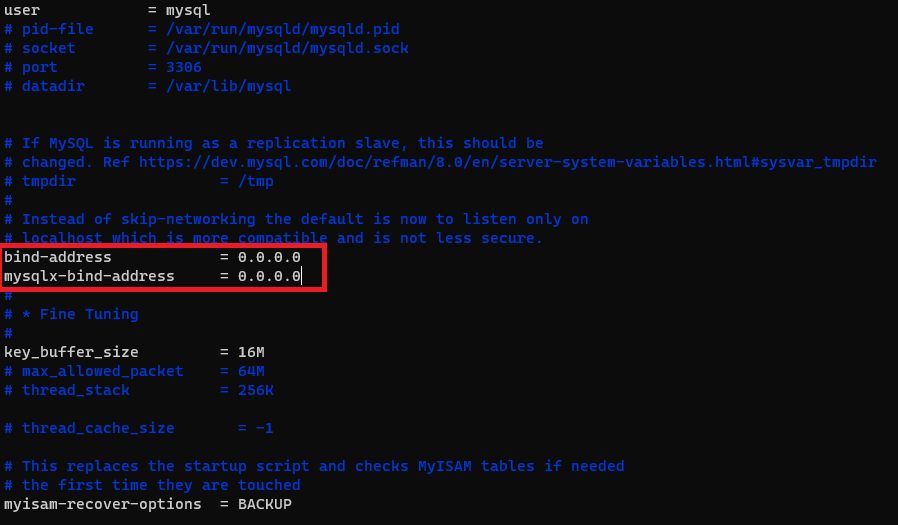 user            = mysql
# pid-file      = /var/run/mysqld/mysqld.pid
# socket        = /var/run/mysqld/mysqld.sock
# port          = 3306
# datadir       = /var/lib/mysql
# If MySQL is running as a replication slave, this should be
# changed. Ref https://dev.mysql.com/doc/refman/8.0/en/server-system-variables.html#sysvar_tmpdir
# tmpdir                = /tmp
#
# Instead of skip-networking the default is now to listen only on
# localhost which is more compatible and is not less secure.
bind-address            = 0.0.0.0
mysqlx-bind-address     = 0.0.0.0
#
# * Fine Tuning
#
key_buffer_size         = 16M
# max_allowed_packet    = 64M
# thread_stack          = 256K
# thread_cache_size       = -1
# This replaces the startup script and checks MyISAM tables if needed
# the first time they are touched
myisam-recover-options  = BACKUP